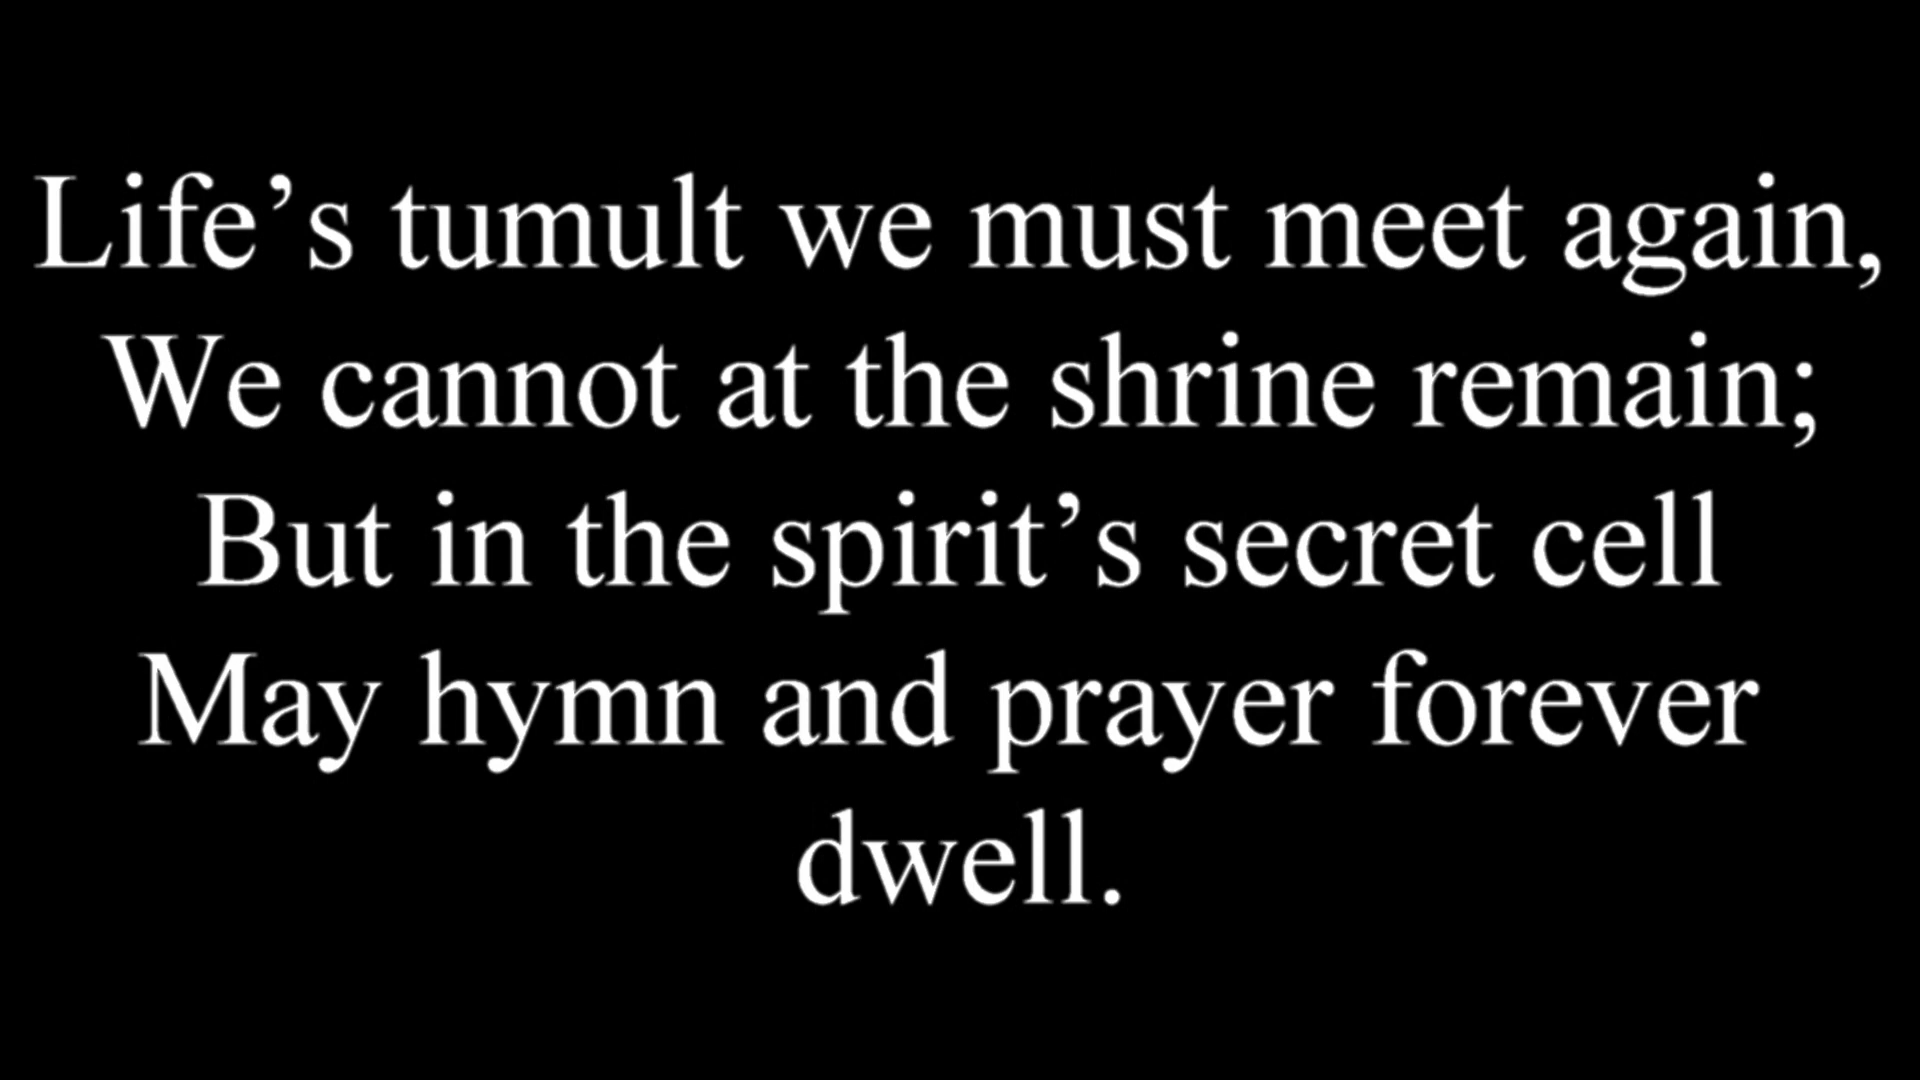 Life’s tumult we must meet again,
We cannot at the shrine remain;
But in the spirit’s secret cell
May hymn and prayer forever
dwell.